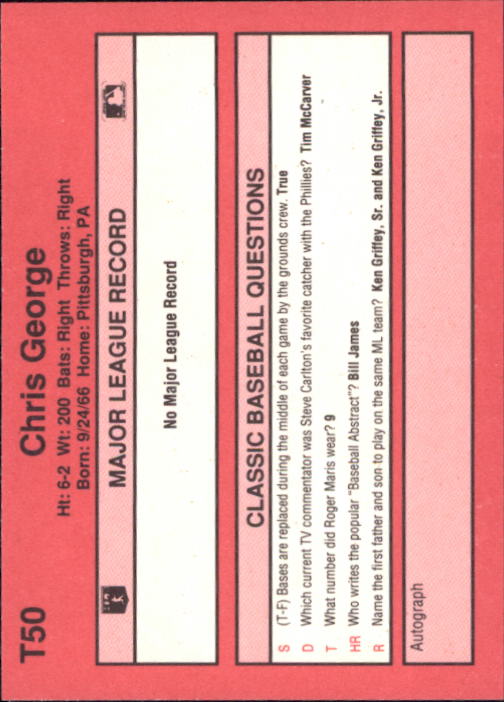 T50
Chris George
Ht: 6-2 Wt: 200 Bats: Right Throws: Right
Born: 9/24/66 Home: Pittsburgh, PA
MAJOR LEAGUE RECORD
No Major League Record
CLASSIC BASEBALL QUESTIONS
S (T-F) Bases are replaced during the middle of each game by the grounds crew. True
D Which current TV commentator was Steve Carlton's favorite catcher with the Phillies? Tim McCarver
T What number did Roger Maris wear? 9
HR Who writes the popular "Baseball Abstract"? Bill James
R Name the first father and son to play on the same ML team? Ken Griffey, Sr. and Ken Griffey, Jr.
Autograph